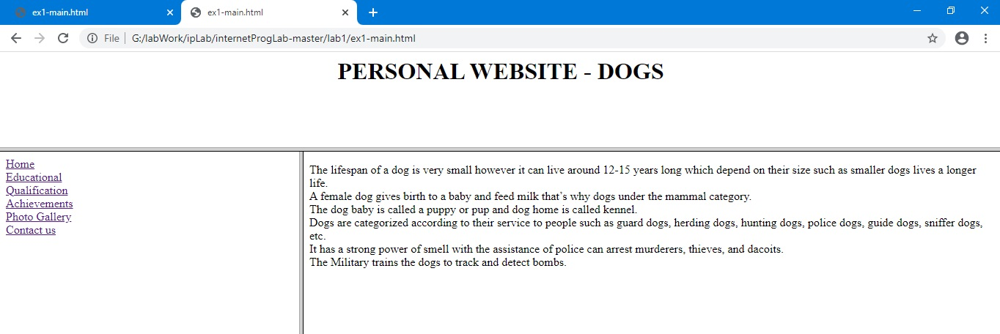 ex1-main.html
ex1-main.html
File
G:/labWork/ipLab/internetProgLab-master/lab1/ex1-main.html
PERSONAL WEBSITE - DOGS
Home
Educational
Qualification
Achievements
Photo Gallery
Contact us
The lifespan of a dog is very small however it can live around 12-15 years long which depend on their size such as smaller dogs lives a longer
life.
A female dog gives birth to a baby and feed milk that’s why dogs under the mammal category.
The dog baby is called a puppy or pup and dog home is called kennel.
Dogs are categorized according to their service to people such as guard dogs, herding dogs, hunting dogs, police dogs, guide dogs, sniffer dogs,
etc.
It has a strong power of smell with the assistance of police can arrest murderers, thieves, and dacoits.
The Military trains the dogs to track and detect bombs.